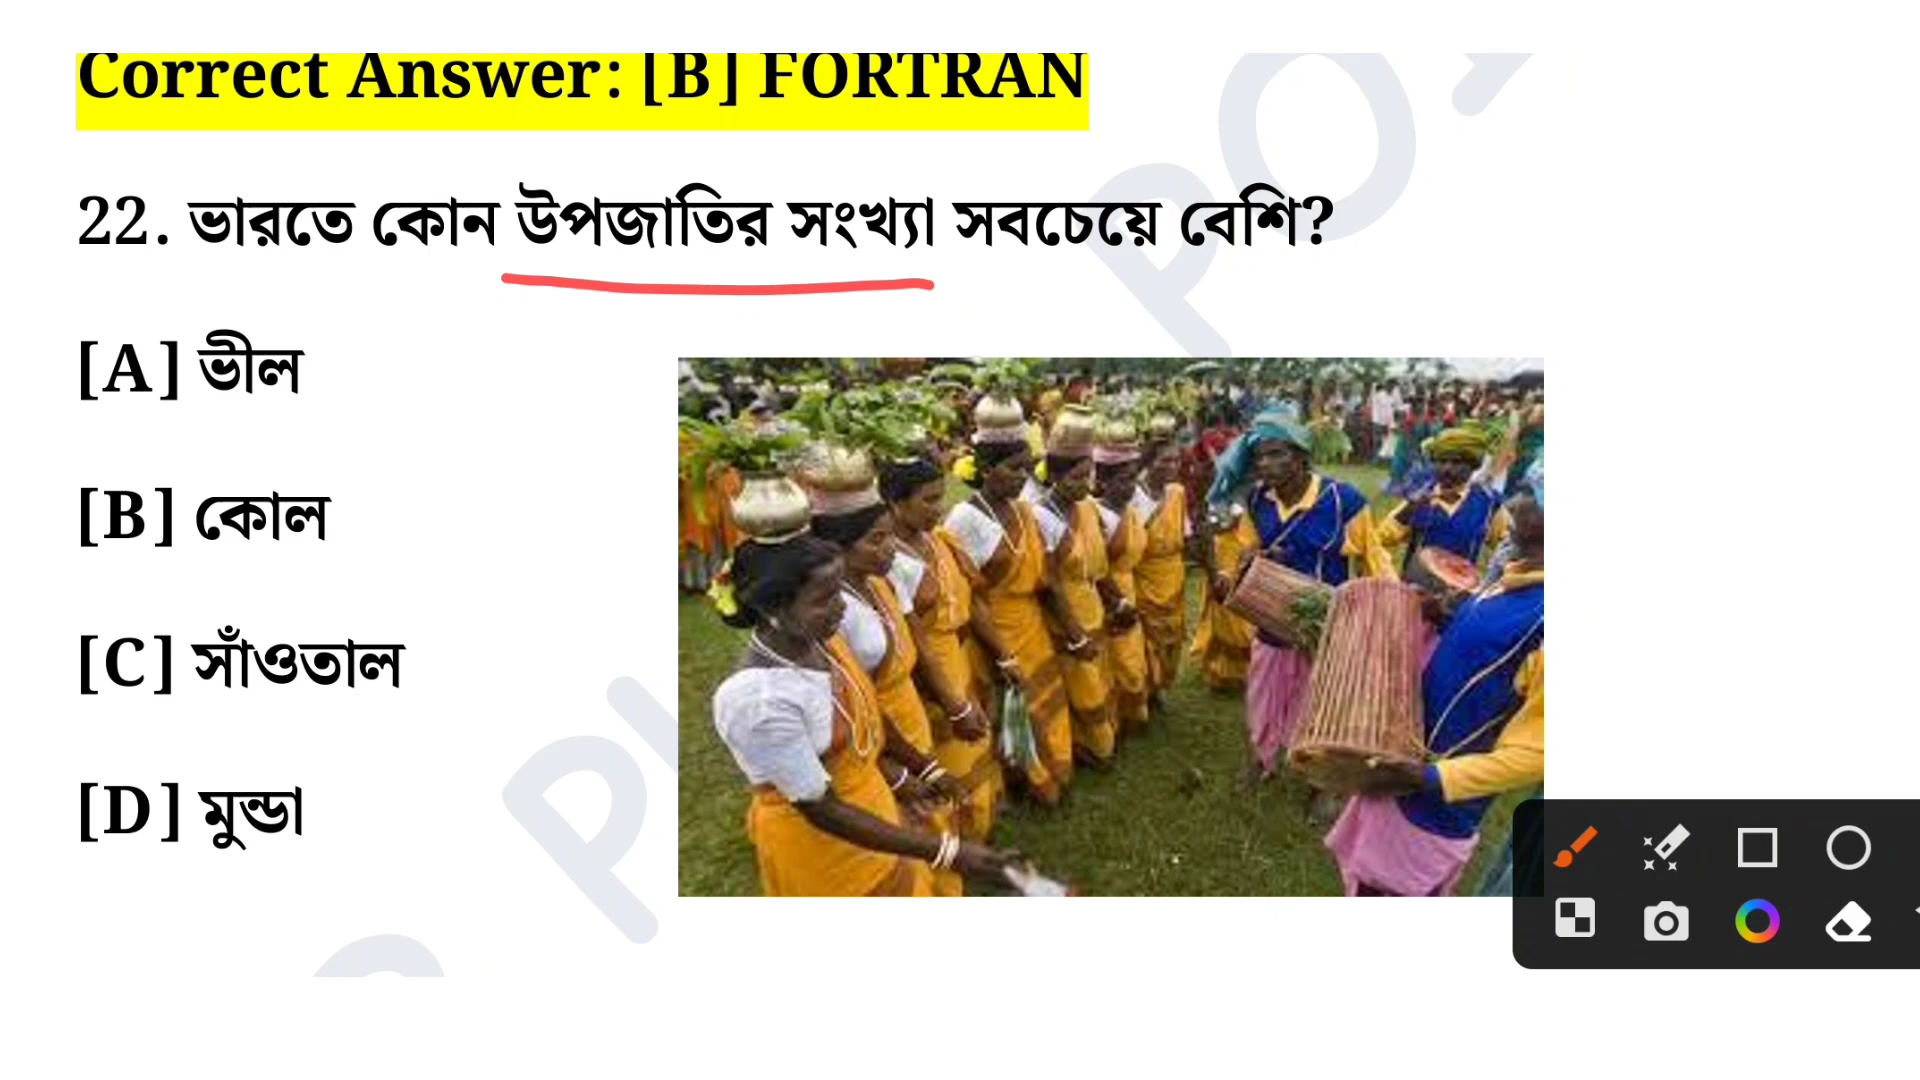 Correct Answer: [B] FORTRAN
22. ভারতে কোন উপজাতির সংখ্যা সবচেয়ে বেশি?
[A] ভীল
[B] কোল
[C] সাঁওতাল
[D] মুন্ডা